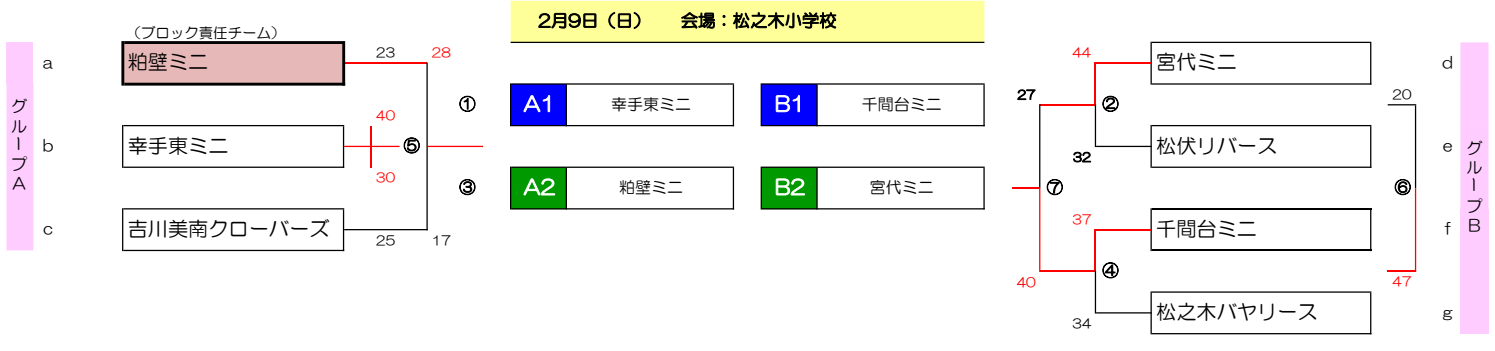 2月9日（日）　会場：松之木小学校
（ブロック責任チーム）
グループA
a
粕壁ミニ
23
28
①
b
幸手東ミニ
40
⑤
30
③
c
吉川美南クローバーズ
25
17
A1
幸手東ミニ
B1
千間台ミニ
A2
粕壁ミニ
B2
宮代ミニ
44
宮代ミニ
d
27
②
20
32
松伏リバース
e
⑦
⑥
37
千間台ミニ
f
40
④
47
34
松之木バヤリース
g
グループB